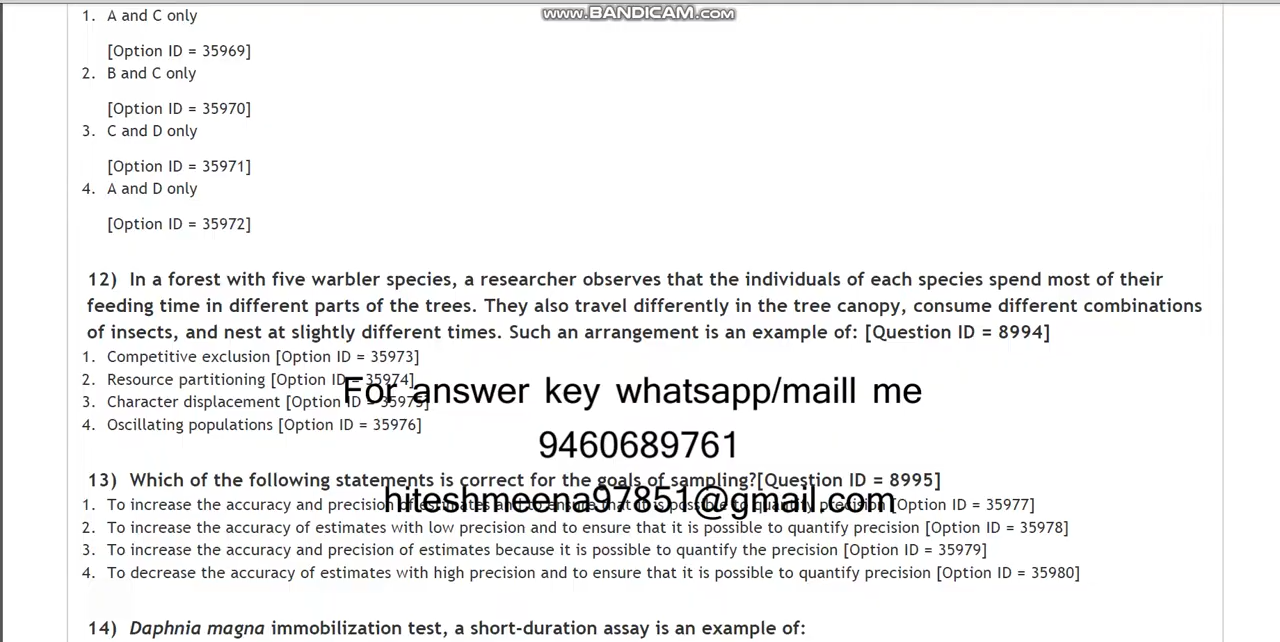 www.BANDICAM.com
1. A and C only
[Option ID = 35969]
2. B and C only
[Option ID = 35970]
3. C and D only
[Option ID = 35971]
4. A and D only
[Option ID = 35972]
12) In a forest with five warbler species, a researcher observes that the individuals of each species spend most of their
feeding time in different parts of the trees. They also travel differently in the tree canopy, consume different combinations
of insects, and nest at slightly different times. Such an arrangement is an example of: [Question ID = 8994]
1. Competitive exclusion [Option ID = 35973]
2. Resource partitioning [Option ID = 35974]
3. Character displacement [Option ID = 35975]
For answer key whatsapp/maill me
4. Oscillating populations [Option ID = 35976]
9460689761
13) Which of the following statements is correct for the goals of sampling?[Question ID = 8995]
hiteshmeena97851@gmail.com
1. To increase the accuracy and precision of estimates and to ensure that it is possible to quantify precision [Option ID = 35977]
2. To increase the accuracy of estimates with low precision and to ensure that it is possible to quantify precision [Option ID = 35978]
3. To increase the accuracy and precision of estimates because it is possible to quantify the precision [Option ID = 35979]
4. To decrease the accuracy of estimates with high precision and to ensure that it is possible to quantify precision [Option ID = 35980]
14) Daphnia magna immobilization test, a short-duration assay is an example of: